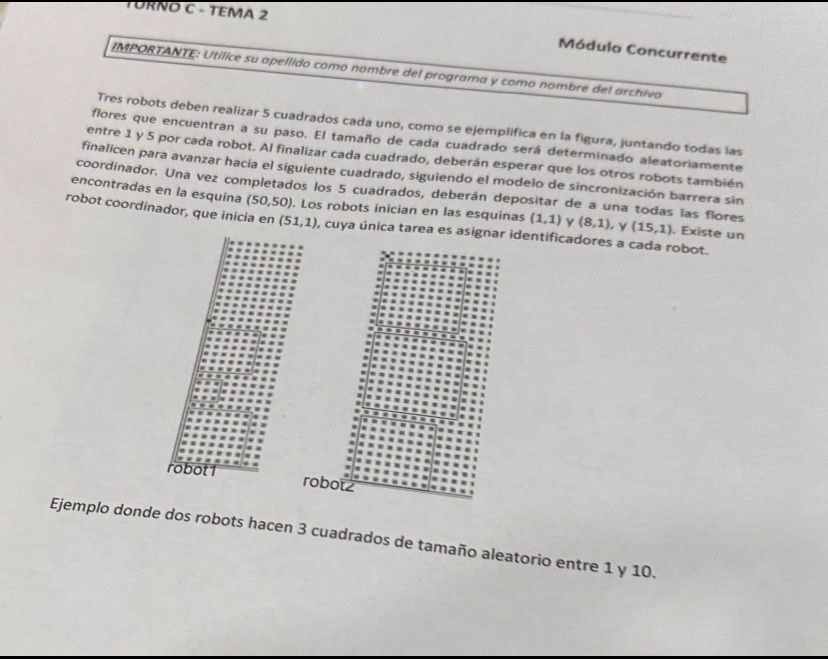 TURNO C - TEMA 2
Módulo Concurrente
IMPORTANTE: Utilice su apellido como nombre del programa y como nombre del archivo
Tres robots deben realizar 5 cuadrados cada uno, como se ejemplifica en la figura, juntando todas las
flores que encuentran a su paso. El tamaño de cada cuadrado será determinado aleatoriamente
entre 1 y 5 por cada robot. Al finalizar cada cuadrado, deberán esperar que los otros robots también
finalicen para avanzar hacia el siguiente cuadrado, siguiendo el modelo de sincronización barrera sin
coordinador. Una vez completados los 5 cuadrados, deberán depositar de a una todas las flores
encontradas en la esquina (50,50). Los robots inician en las esquinas (1,1) y (8,1), y (15,1). Existe un
robot coordinador, que inicia en (51,1), cuya única tarea es asignar identificadores a cada robot.
robot1
robot2
Ejemplo donde dos robots hacen 3 cuadrados de tamaño aleatorio entre 1 y 10.